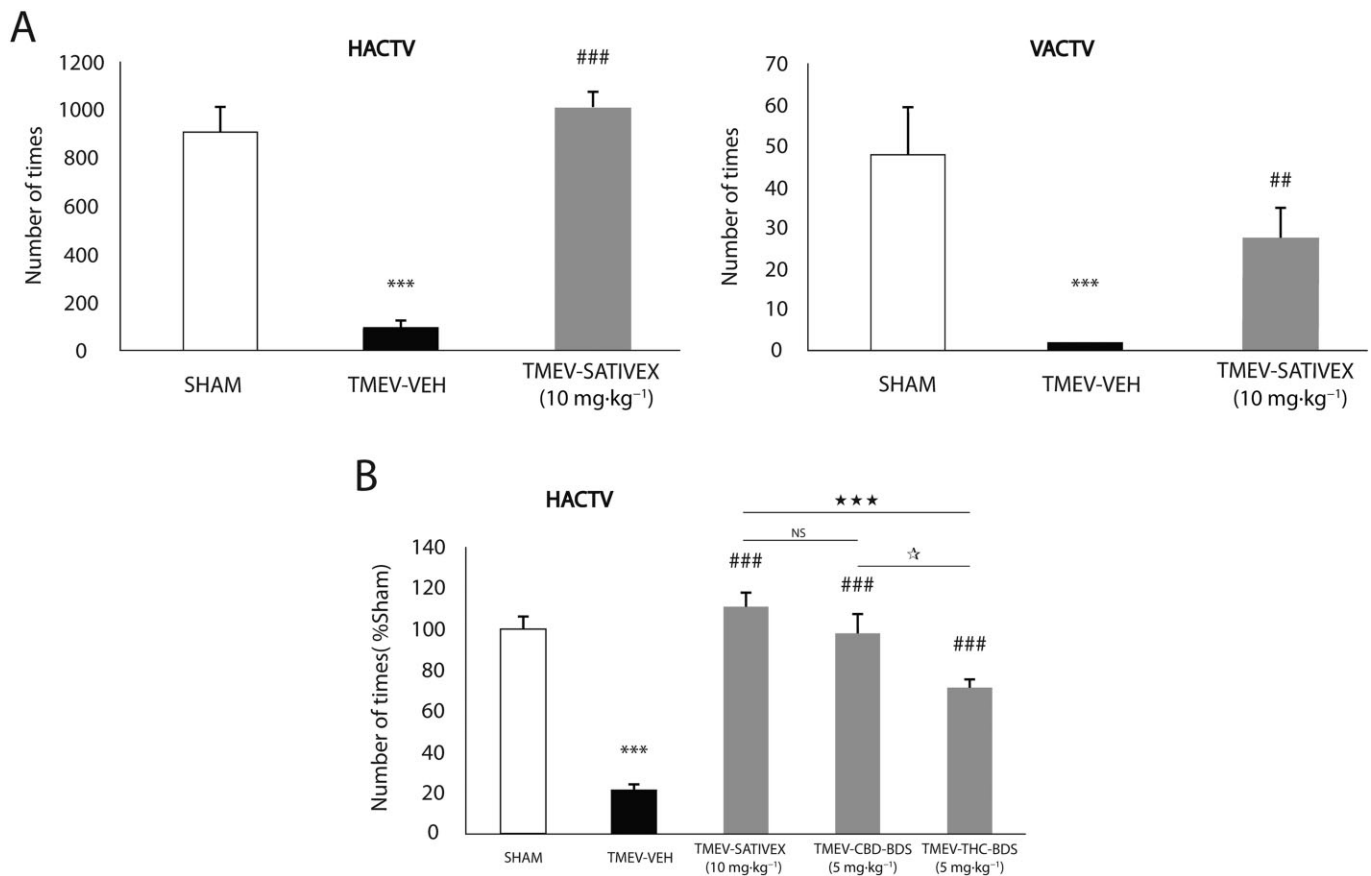 A
HACTV
Number of times
1200
1000
800
600
400
200
0
***
###
SHAM
TMEV-VEH
TMEV-SATIVEX
(10 mg·kg⁻¹)
VACTV
Number of times
70
60
50
40
30
20
10
0
***
##
SHAM
TMEV-VEH
TMEV-SATIVEX
(10 mg·kg⁻¹)
B
HACTV
Number of times( %Sham)
140
120
100
80
60
40
20
0
★★★
NS
☆
***
###
###
###
SHAM
TMEV-VEH
TMEV-SATIVEX
(10 mg·kg⁻¹)
TMEV-CBD-BDS
(5 mg·kg⁻¹)
TMEV-THC-BDS
(5 mg·kg⁻¹)